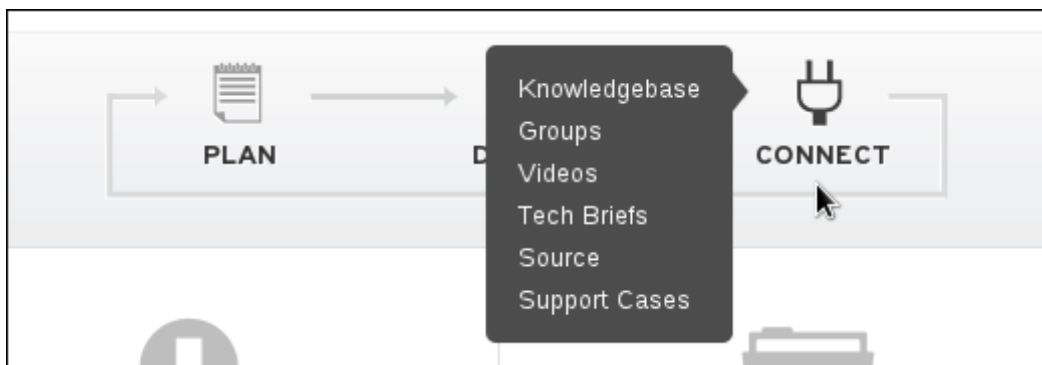 PLAN
Knowledgebase
Groups
Videos
Tech Briefs
Source
Support Cases
CONNECT